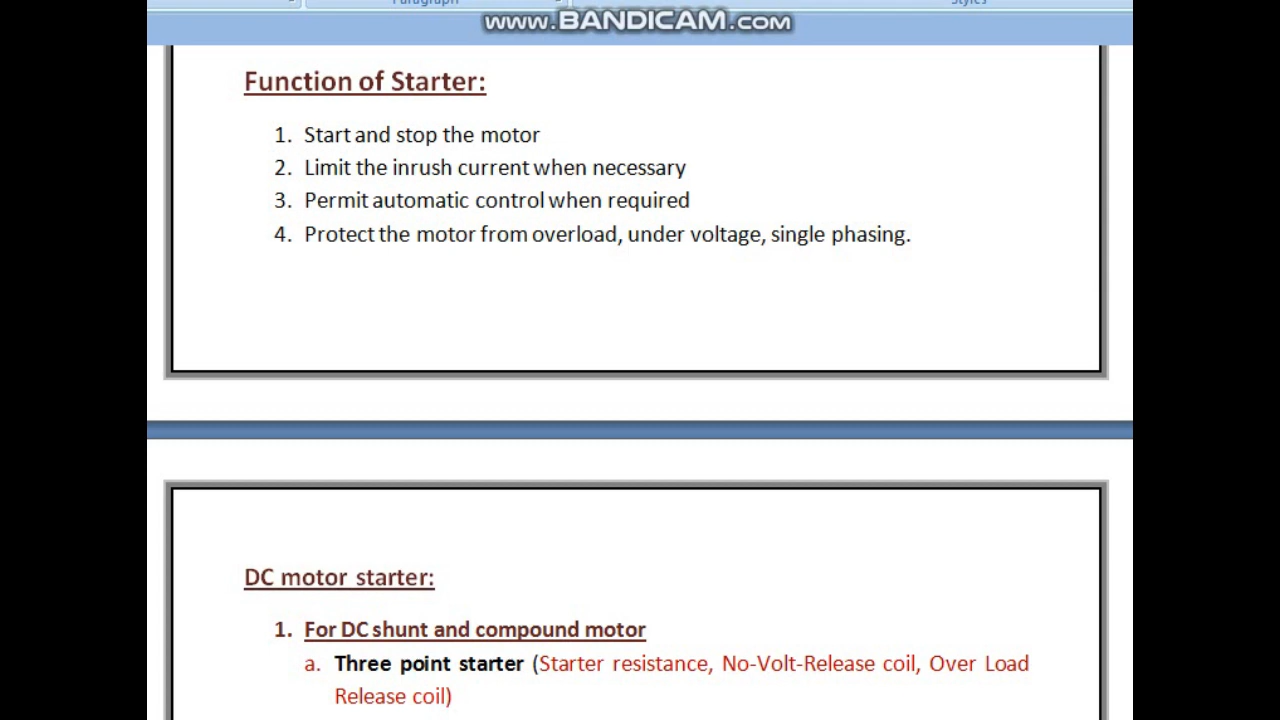 Paragraph
Styles
www.BANDICAM.com
Function of Starter:
1. Start and stop the motor
2. Limit the inrush current when necessary
3. Permit automatic control when required
4. Protect the motor from overload, under voltage, single phasing.
DC motor starter:
1. For DC shunt and compound motor
a. Three point starter (Starter resistance, No-Volt-Release coil, Over Load
Release coil)